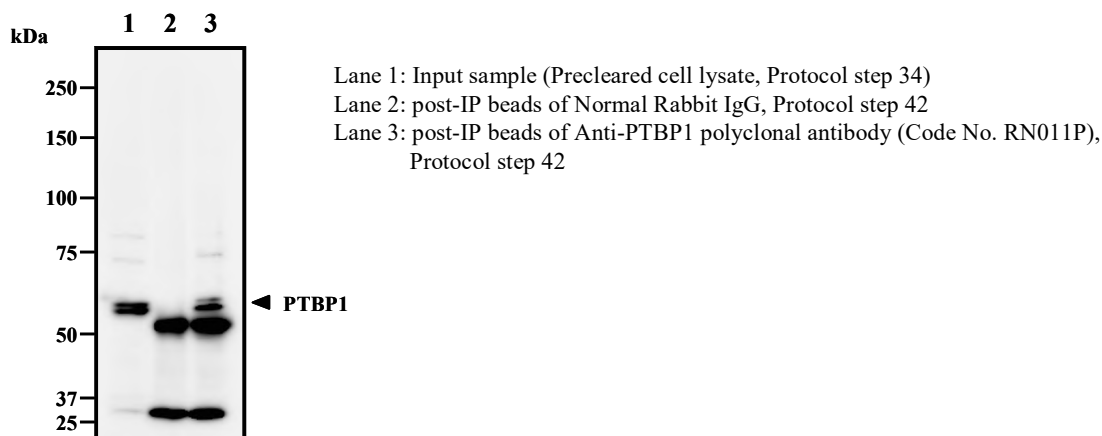 1 2 3
kDa
250
150
100
75
50
37
25
PTBP1
Lane 1: Input sample (Precleared cell lysate, Protocol step 34)
Lane 2: post-IP beads of Normal Rabbit IgG, Protocol step 42
Lane 3: post-IP beads of Anti-PTBP1 polyclonal antibody (Code No. RN011P),
Protocol step 42